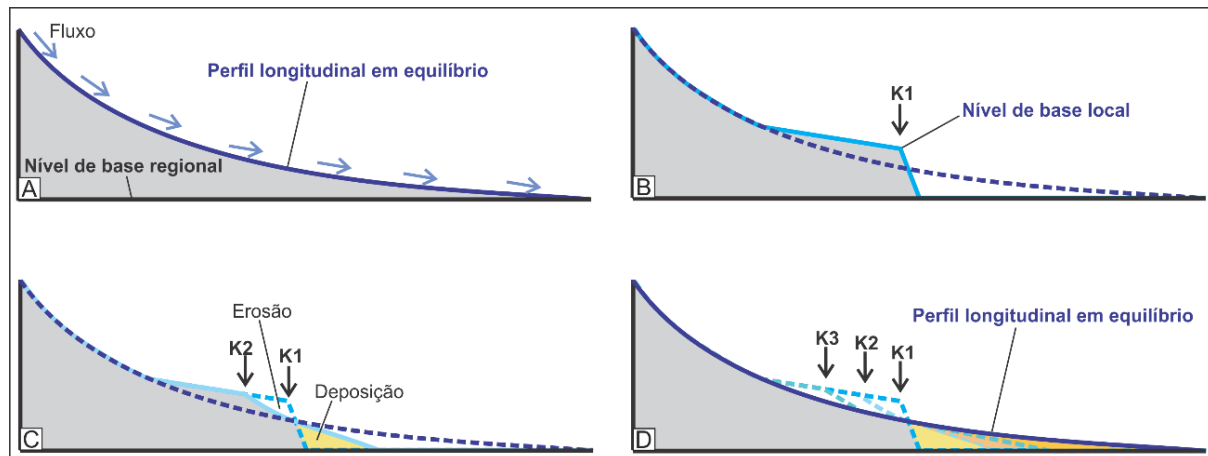 Fluxo
Perfil longitudinal em equilíbrio
Nível de base regional
A
K1
Nível de base local
B
Erosão
K2
K1
Deposição
C
Perfil longitudinal em equilíbrio
K3
K2
K1
D